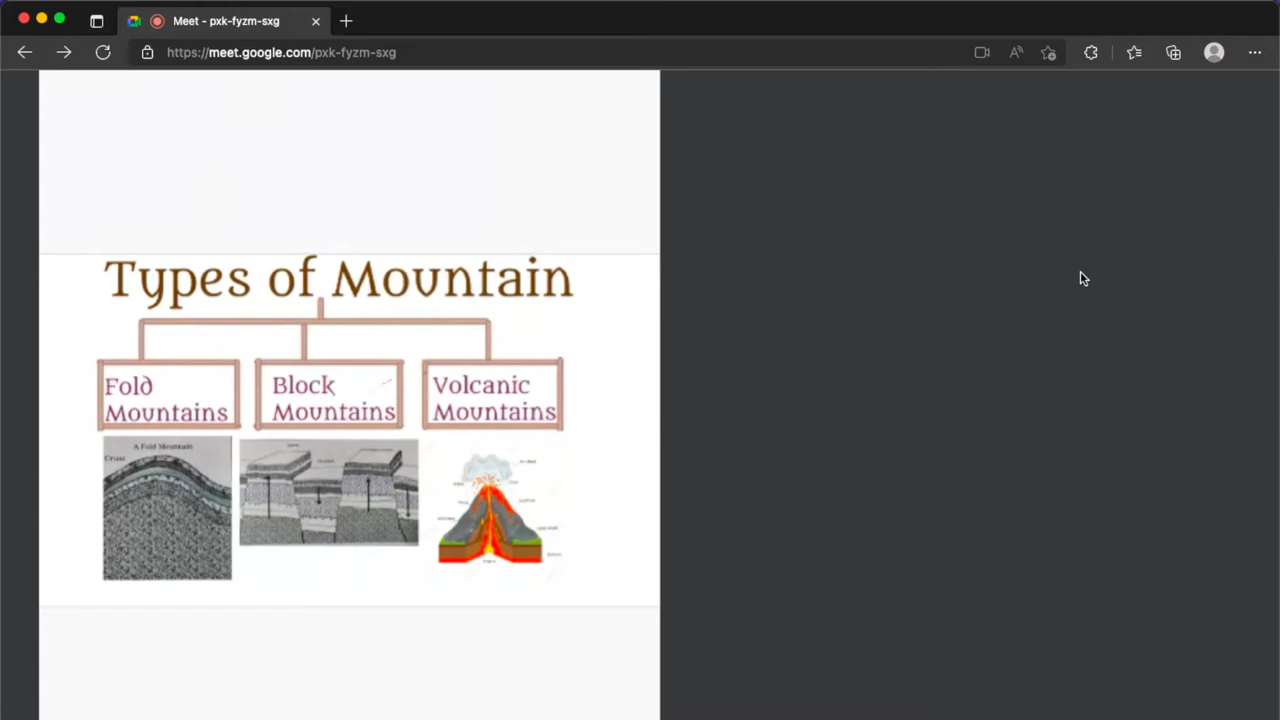 Meet - pxk-fyzm-sxg
https://meet.google.com/pxk-fyzm-sxg
Types of Mountain
Fold
Mountains
Block
Mountains
Volcanic
Mountains
A Fold Mountain
Crust